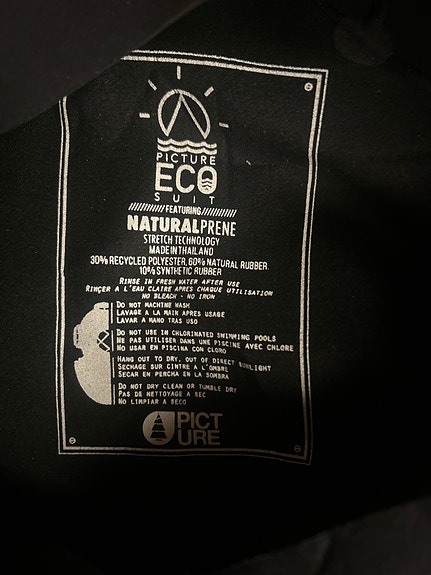 PICTURE
ECO
SUIT
//////////FEATURING//////////
NATURALPRENE
STRETCH TECHNOLOGY
MADE IN THAILAND
30% RECYCLED POLYESTER, 60% NATURAL RUBBER.
10% SYNTHETIC RUBBER
RINSE IN FRESH WATER AFTER USE
RINÇER A L'EAU CLAIRE APRÈS CHAQUE UTILISATION
NO BLEACH - NO IRON
DO NOT MACHINE WASH
LAVAGE A LA MAIN APRÈS USAGE
LAVAR A MANO TRAS USO
DO NOT USE IN CHLORINATED SWIMMING POOLS
NE PAS UTILISER DANS UNE PISCINE AVEC CHLORE
NO USAR EN PISCINA CON CLORO
HANG OUT TO DRY, OUT OF DIRECT SUNLIGHT
SECHAGE SUR CINTRE A L'OMBRE
SECAR EN PERCHA EN LA SOMBRA
DO NOT DRY CLEAN OR TUMBLE DRY
PAS DE NETTOYAGE A SEC
NO LIMPIAR A SECO
PICT
URE